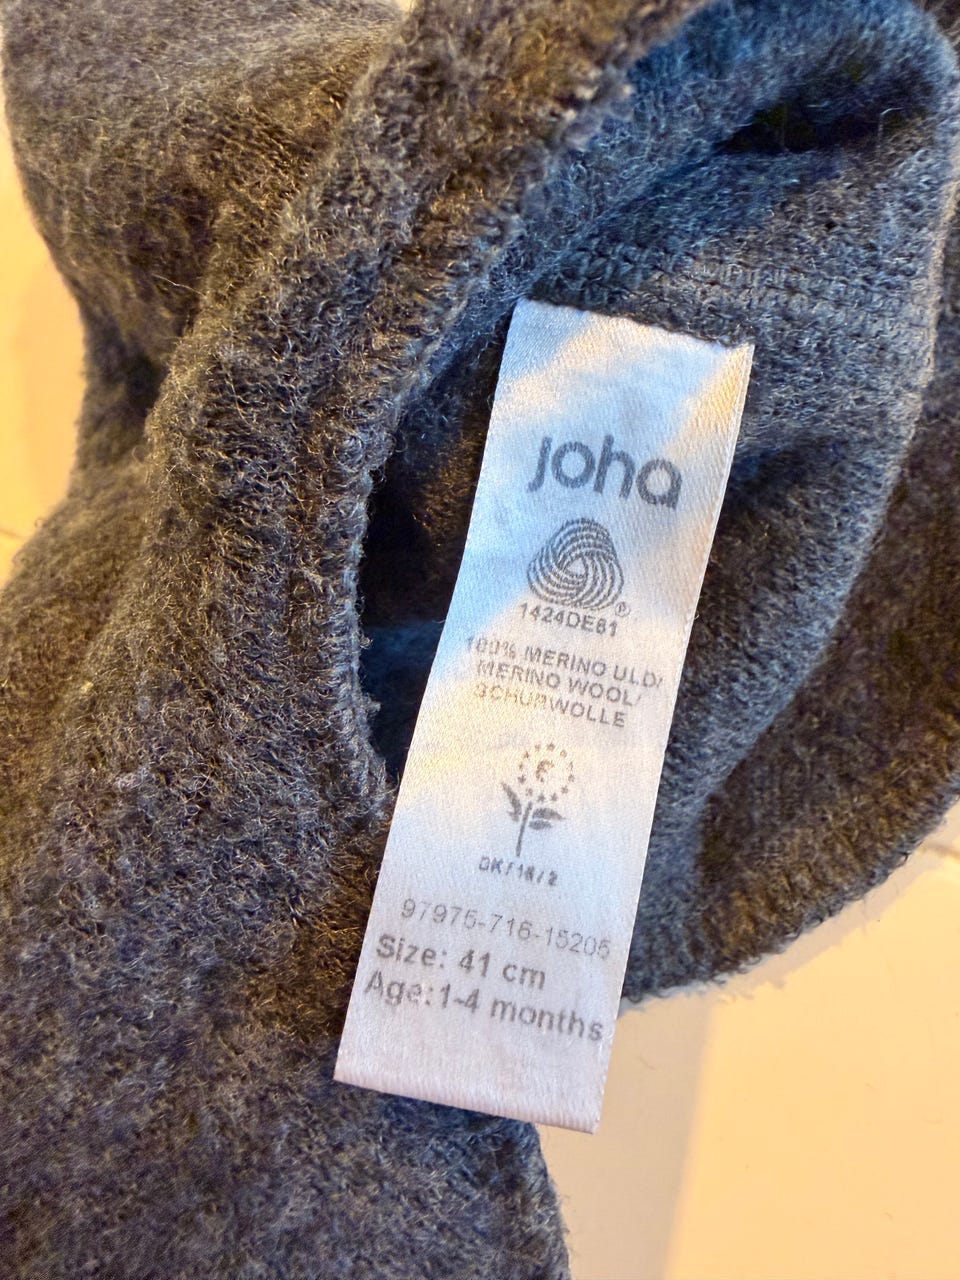 joha
®
1424DE81
100% MERINO ULD/
MERINO WOOL/
SCHURWOLLE
E
DK/16/2
97975-716-15205
Size: 41 cm
Age:1-4 months